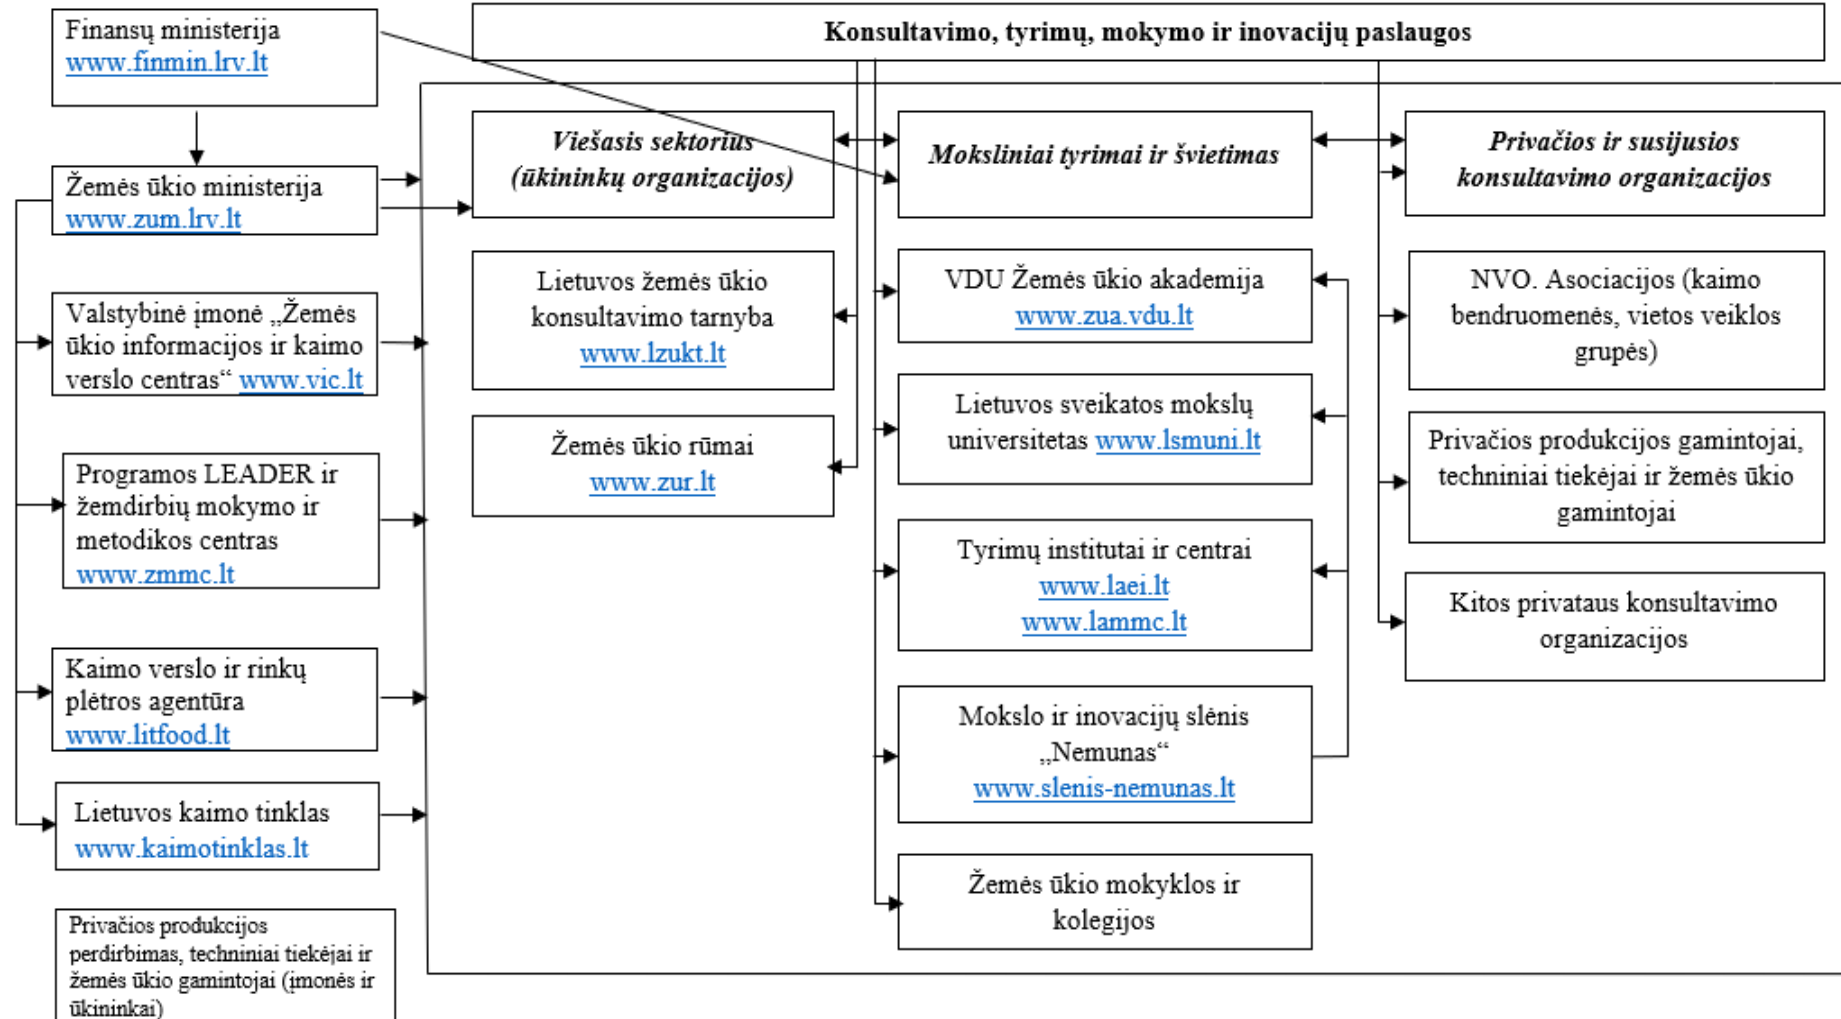 Finansų ministerija
www.finmin.lrv.lt
Konsultavimo, tyrimų, mokymo ir inovacijų paslaugos
Žemės ūkio ministerija
www.zum.lrv.lt
Valstybinė įmonė „Žemės
ūkio informacijos ir kaimo
verslo centras“ www.vic.lt
Programos LEADER ir
žemdirbių mokymo ir
metodikos centras
www.zmmc.lt
Kaimo verslo ir rinkų
plėtros agentūra
www.litfood.lt
Lietuvos kaimo tinklas
www.kaimotinklas.lt
Privačios produkcijos
perdirbimas, techniniai tiekėjai ir
žemės ūkio gamintojai (įmonės ir
ūkininkai)
Viešasis sektorius
(ūkininkų organizacijos)
Lietuvos žemės ūkio
konsultavimo tarnyba
www.lzukt.lt
Žemės ūkio rūmai
www.zur.lt
Moksliniai tyrimai ir švietimas
VDU Žemės ūkio akademija
www.zua.vdu.lt
Lietuvos sveikatos mokslų
universitetas www.lsmuni.lt
Tyrimų institutai ir centrai
www.laei.lt
www.lammc.lt
Mokslo ir inovacijų slėnis
„Nemunas“
www.slenis-nemunas.lt
Žemės ūkio mokyklos ir
kolegijos
Privačios ir susijusios
konsultavimo organizacijos
NVO. Asociacijos (kaimo
bendruomenės, vietos veiklos
grupės)
Privačios produkcijos gamintojai,
techniniai tiekėjai ir žemės ūkio
gamintojai
Kitos privataus konsultavimo
organizacijos